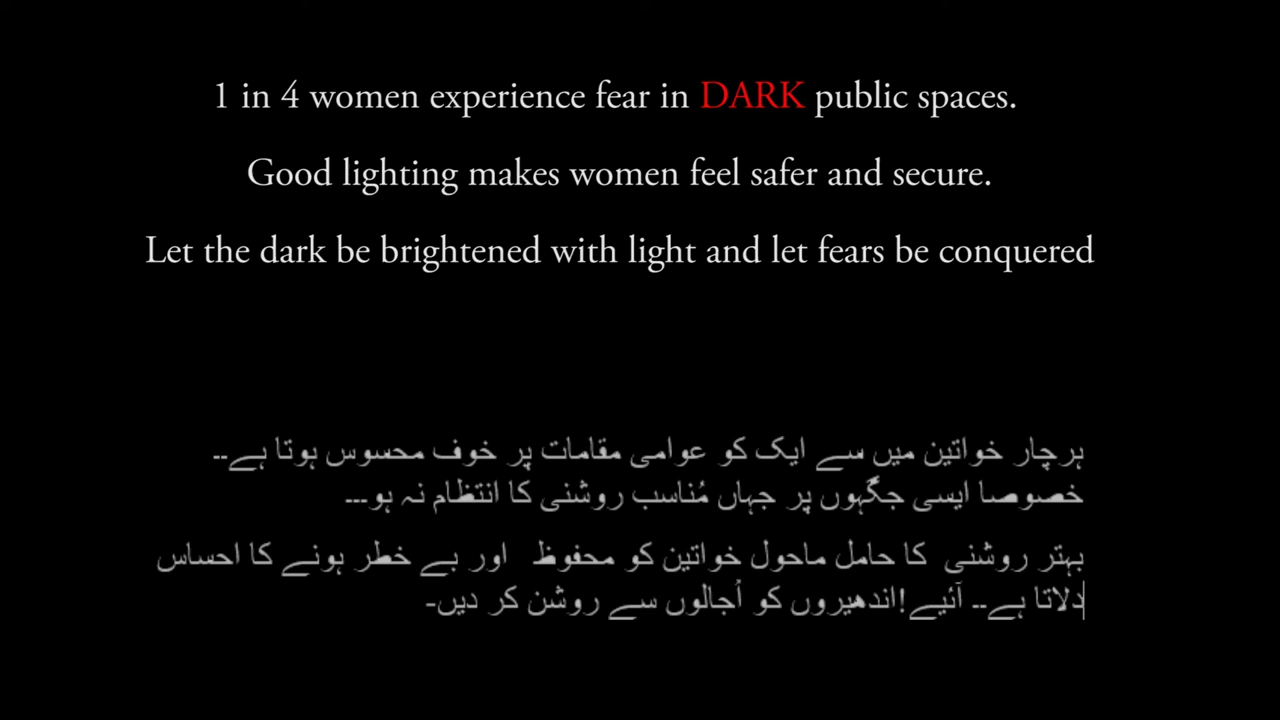 1 in 4 women experience fear in DARK public spaces.
Good lighting makes women feel safer and secure.
Let the dark be brightened with light and let fears be conquered
ہرچار خواتین میں سے ایک کو عوامی مقامات پر خوف محسوس ہوتا ہے--
خصوصا ایسی جگہوں پر جہاں مُناسب روشنی کا انتظام نہ ہو---
بہتر روشنی کا حامل ماحول خواتین کو محفوظ اور بے خطر ہونے کا احساس
دلاتا ہے-- آئیے!اندھیروں کو اُجالوں سے روشن کر دیں-